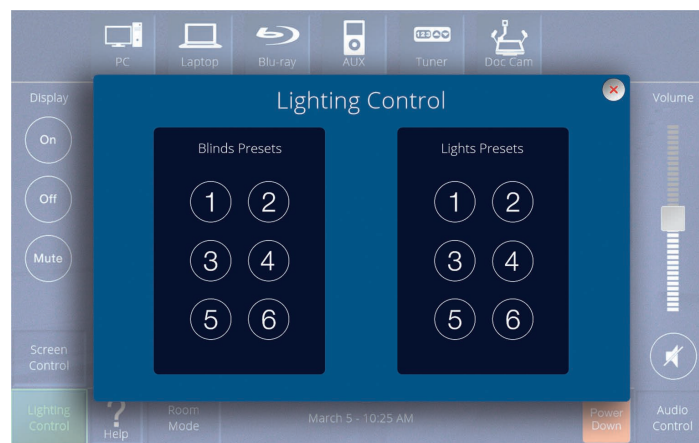 PC
Laptop
Blu-ray
123
AUX
Tuner
Doc Cam
Lighting Control
Display
On
Off
Mute
Screen
Control
Blinds Presets
1 2
3 4
5 6
Lights Presets
1 2
3 4
5 6
Volume
Lighting
Control
?
Help
Room
Mode
March 5 - 10:25 AM
Power
Down
Audio
Control